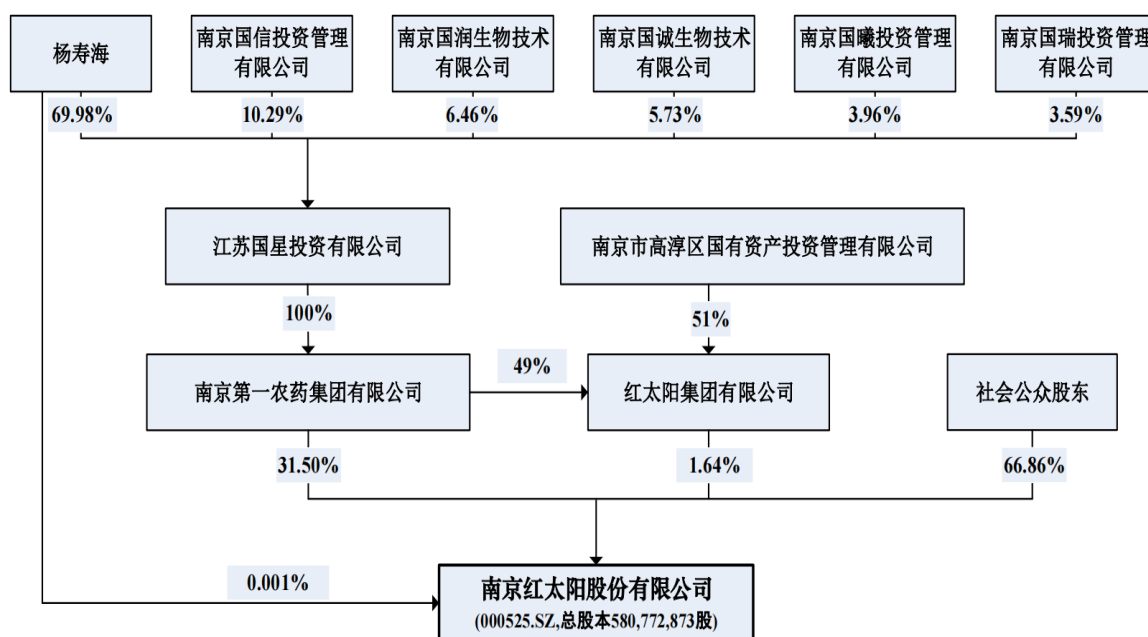 杨寿海
南京国信投资管理
有限公司
南京国润生物技术
有限公司
南京国诚生物技术
有限公司
南京国曦投资管理
有限公司
南京国瑞投资管理
有限公司
69.98%
10.29%
6.46%
5.73%
3.96%
3.59%
江苏国星投资有限公司
南京市高淳区国有资产投资管理有限公司
100%
51%
南京第一农药集团有限公司
49%
红太阳集团有限公司
社会公众股东
31.50%
1.64%
66.86%
0.001%
南京红太阳股份有限公司
(000525.SZ,总股本580,772,873股)